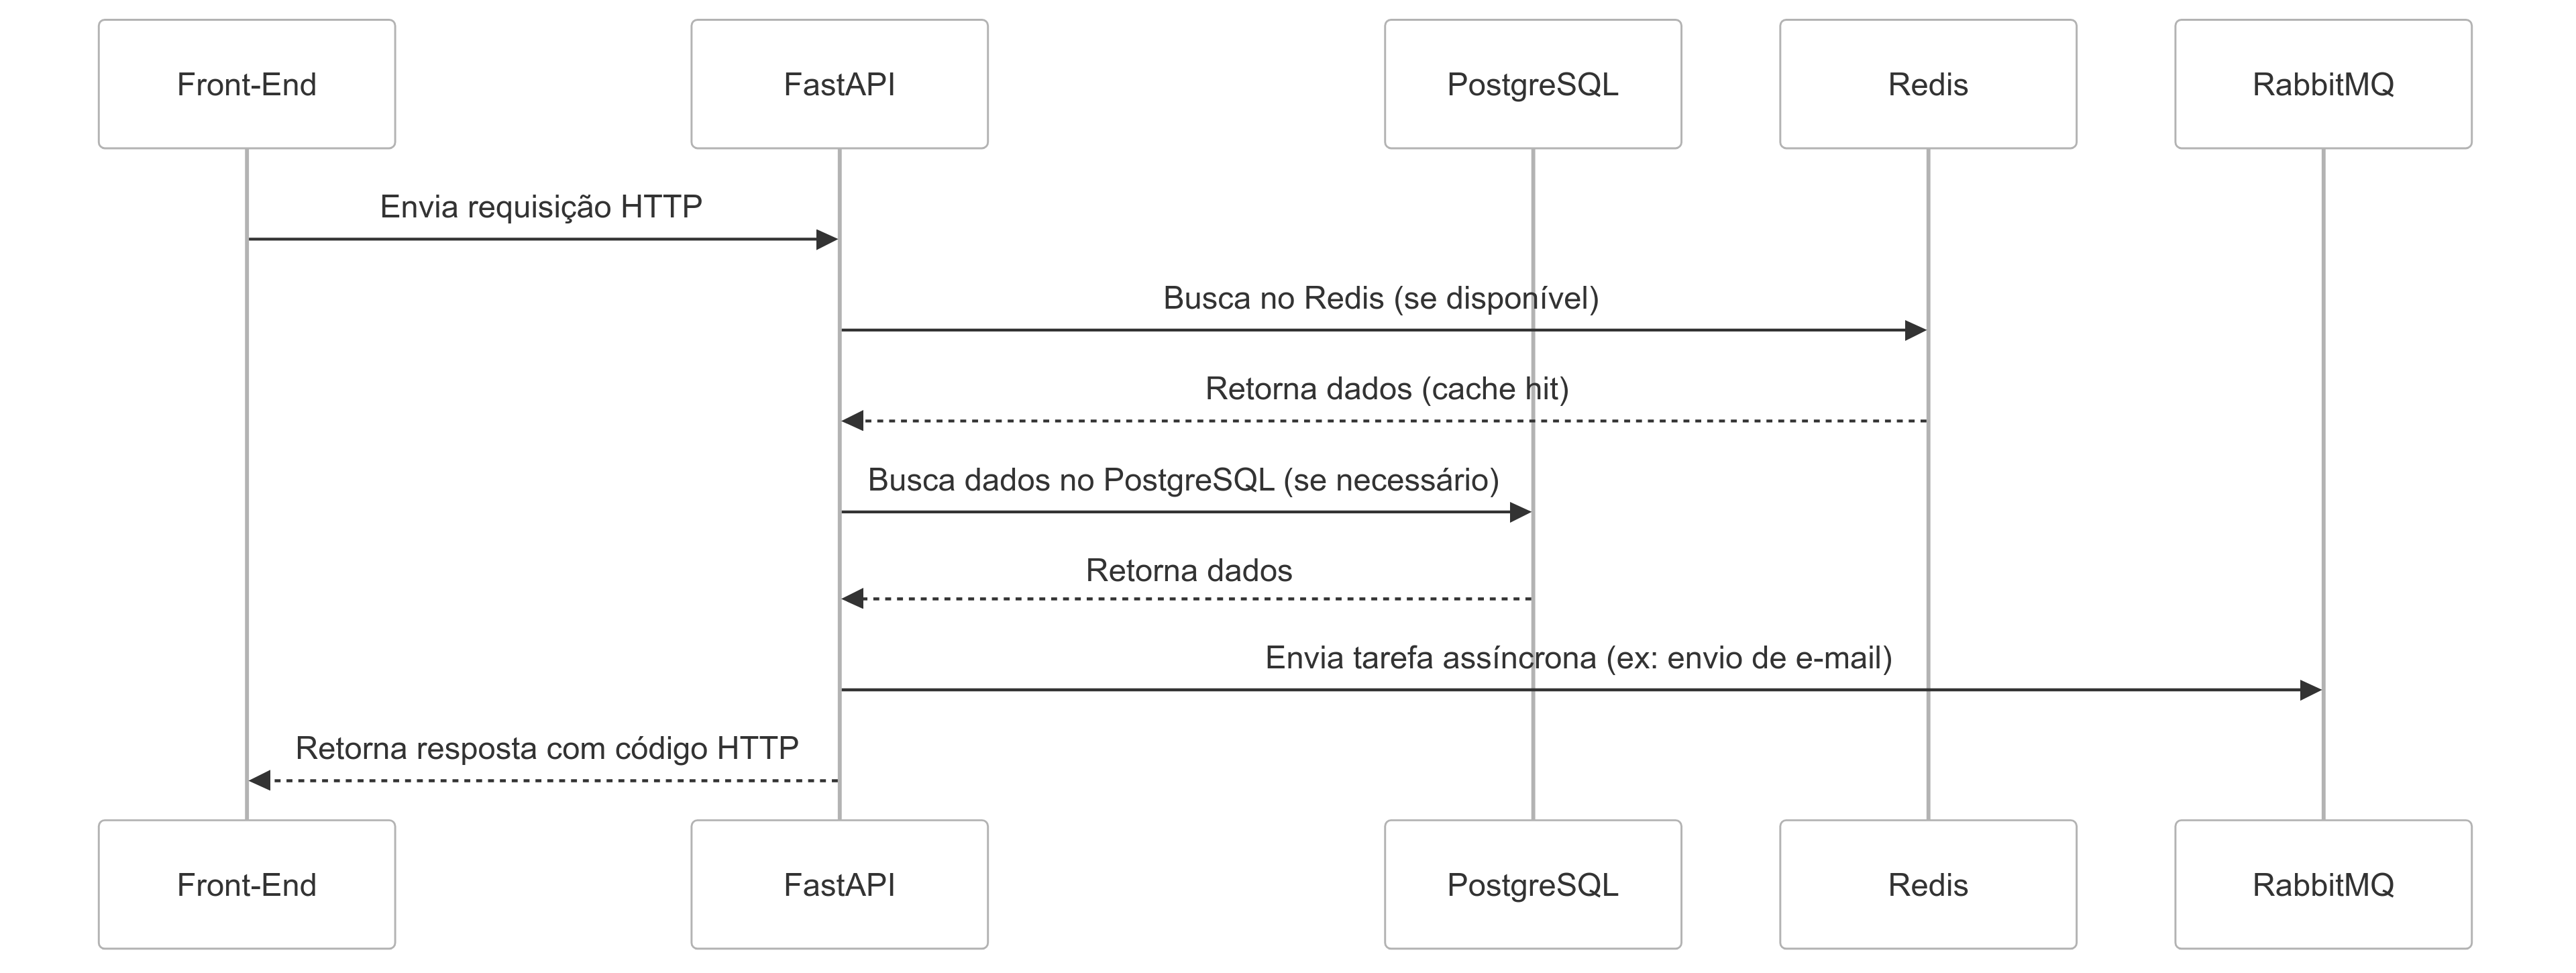 Front-End
FastAPI
PostgreSQL
Redis
RabbitMQ
Envia requisição HTTP
Busca no Redis (se disponível)
Retorna dados (cache hit)
Busca dados no PostgreSQL (se necessário)
Retorna dados
Envia tarefa assíncrona (ex: envio de e-mail)
Retorna resposta com código HTTP
Front-End
FastAPI
PostgreSQL
Redis
RabbitMQ